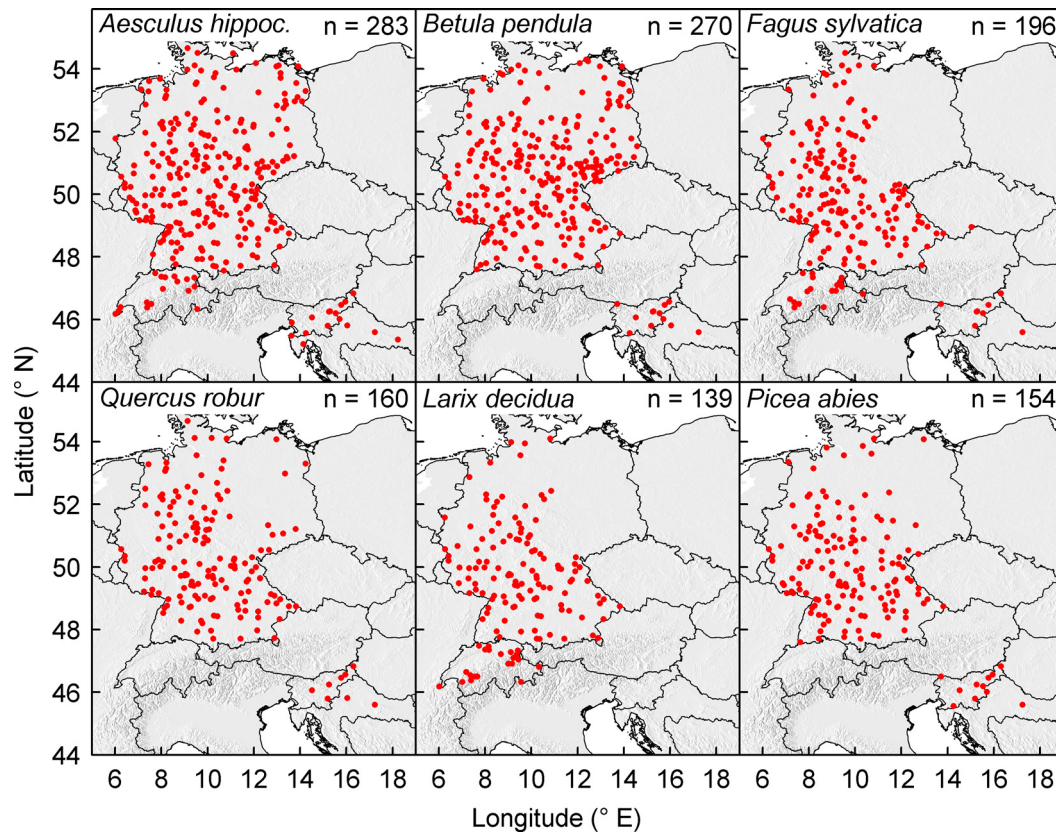 Aesculus hippoc. n = 283
Betula pendula n = 270
Fagus sylvatica n = 196
54
52
50
48
46
44
Quercus robur n = 160
Larix decidua n = 139
Picea abies n = 154
54
52
50
48
46
44
Latitude (° N)
6 8 10 12 14 16 18
6 8 10 12 14 16 18
6 8 10 12 14 16 18
Longitude (° E)